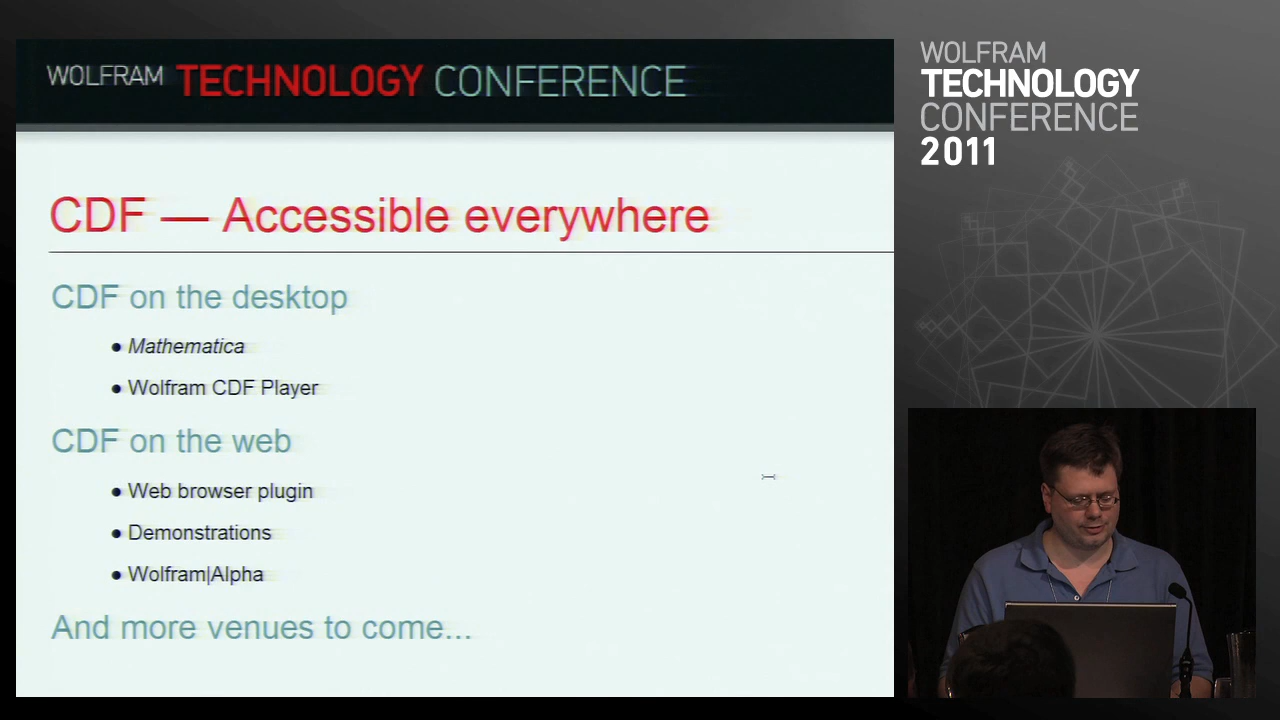 WOLFRAM TECHNOLOGY CONFERENCE
CDF — Accessible everywhere
CDF on the desktop
• Mathematica
• Wolfram CDF Player
CDF on the web
• Web browser plugin
• Demonstrations
• Wolfram|Alpha
And more venues to come...
WOLFRAM
TECHNOLOGY
CONFERENCE
2011